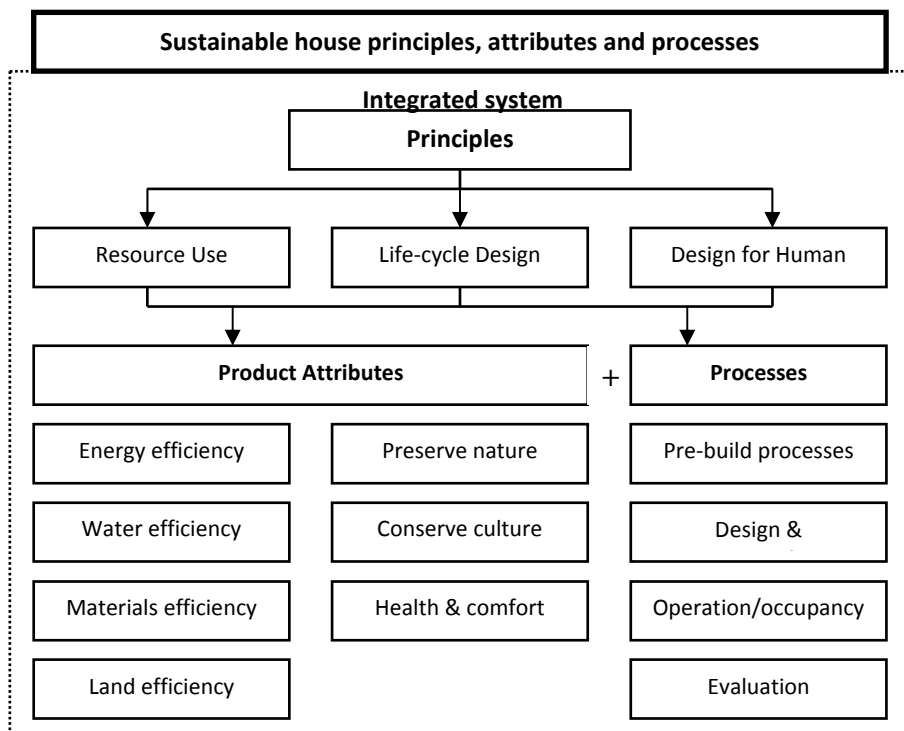 Sustainable house principles, attributes and processes
Integrated system
Principles
Resource Use
Life-cycle Design
Design for Human
Product Attributes
+
Processes
Energy efficiency
Preserve nature
Pre-build processes
Water efficiency
Conserve culture
Design &
Materials efficiency
Health & comfort
Operation/occupancy
Land efficiency
Evaluation